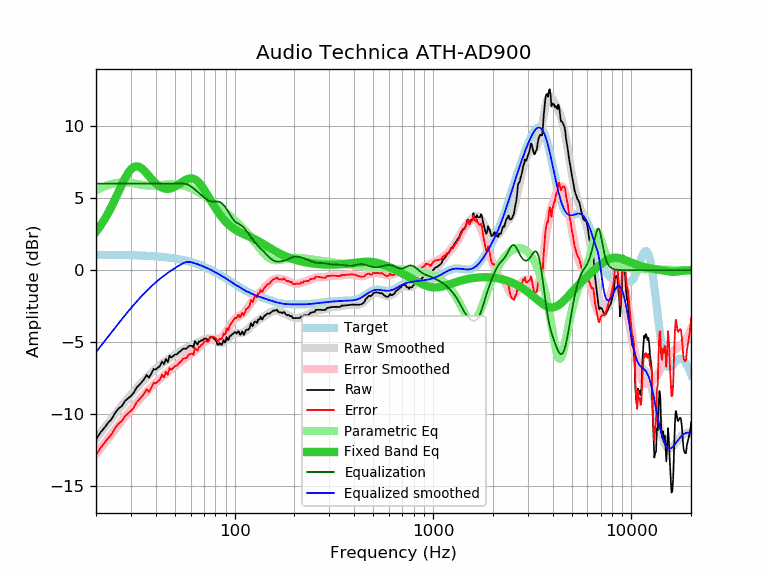 Audio Technica ATH-AD900
Amplitude (dBr)
10
5
0
−5
−10
−15
Target
Raw Smoothed
Error Smoothed
Raw
Error
Parametric Eq
Fixed Band Eq
Equalization
Equalized smoothed
100
1000
10000
Frequency (Hz)